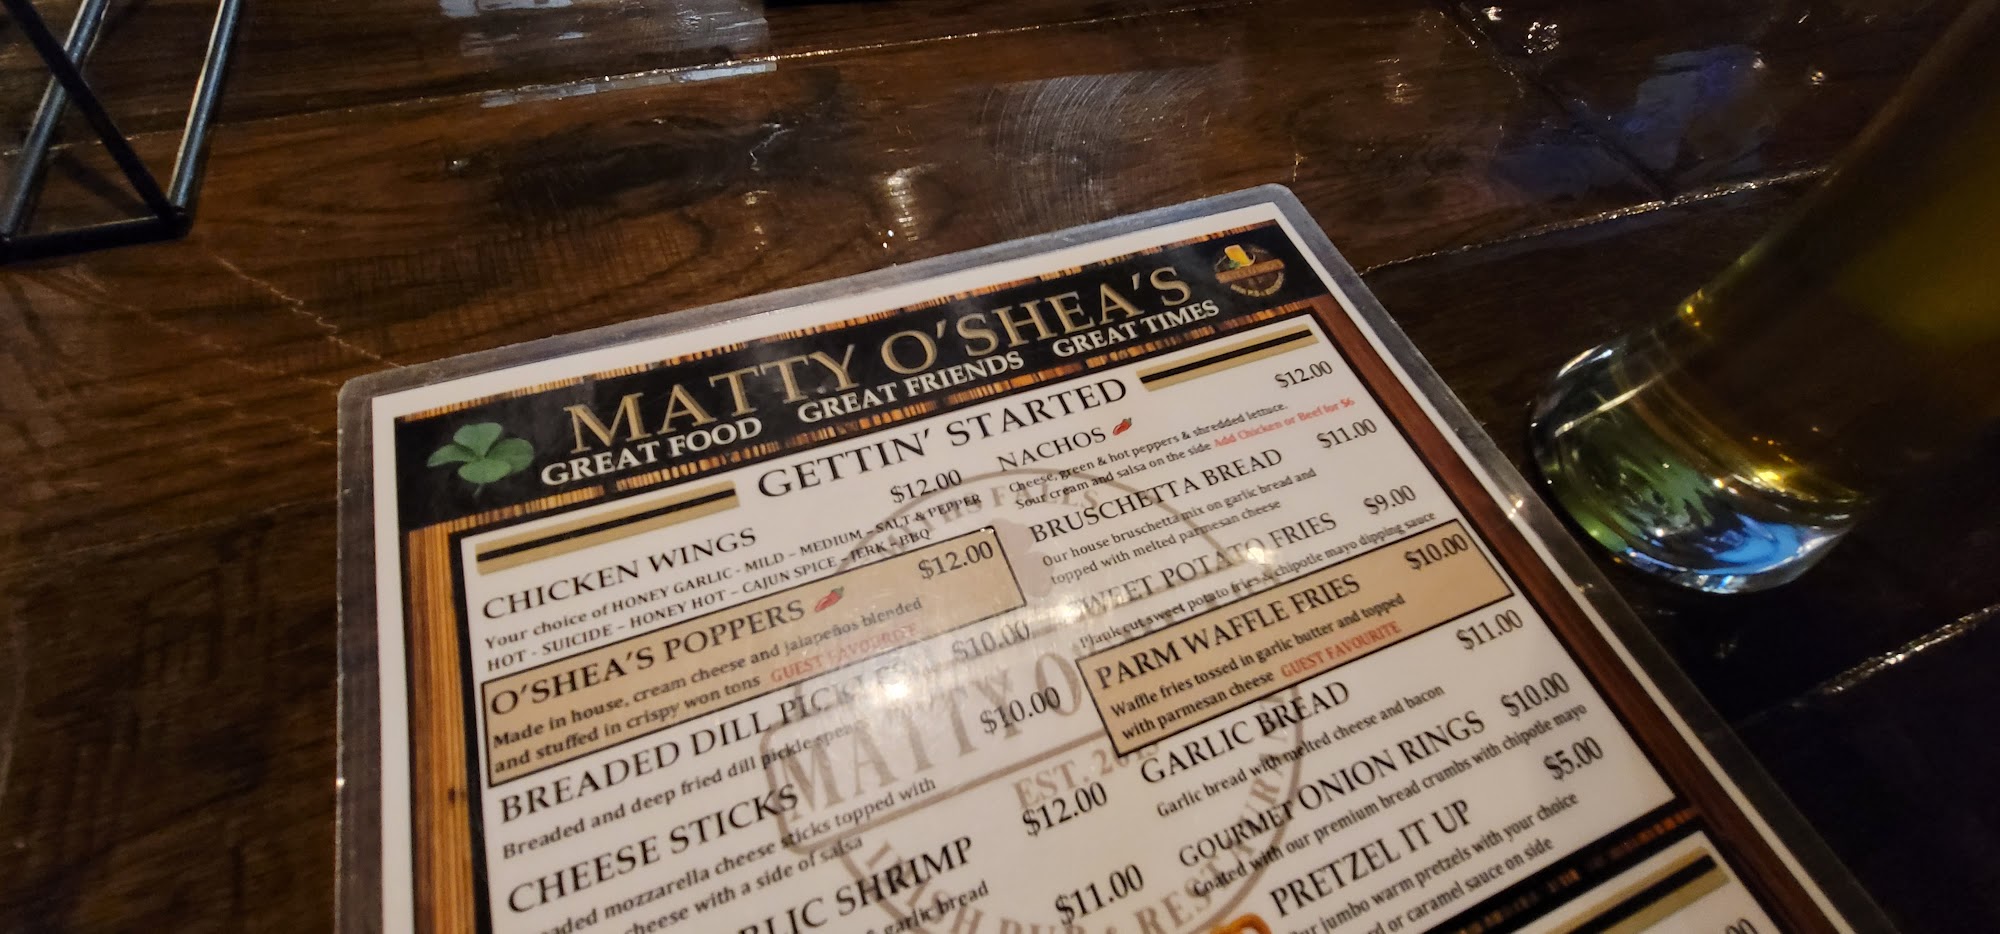 MATTY O'SHEA'S
GREAT FOOD GREAT FRIENDS GREAT TIMES
GETTIN' STARTED
CHICKEN WINGS $12.00
Your choice of HONEY GARLIC - MILD - MEDIUM - SALT & PEPPER
HOT - SUICIDE - HONEY HOT - CAJUN SPICE - JERK - BBQ
O'SHEA'S POPPERS $12.00
Made in house, cream cheese and jalapeños blended
and stuffed in crispy won tons GUEST FAVOURITE
BREADED DILL PICKLES $10.00
Breaded and deep fried dill pickle spears
CHEESE STICKS $10.00
mozzarella cheese sticks topped with
cheese with a side of salsa
SHRIMP $12.00
garlic bread
$11.00
NACHOS $12.00
Cheese, green & hot peppers & shredded lettuce.
Sour cream and salsa on the side Add Chicken or Beef for $6
BRUSCHETTA BREAD $11.00
Our house bruschetta mix on garlic bread and
topped with melted parmesan cheese
SWEET POTATO FRIES $9.00
Plank cut sweet potato fries & chipotle mayo dipping sauce
PARM WAFFLE FRIES $10.00
Waffle fries tossed in garlic butter and topped
with parmesan cheese GUEST FAVOURITE
GARLIC BREAD $11.00
Garlic bread with melted cheese and bacon
GOURMET ONION RINGS $10.00
Coated with our premium bread crumbs with chipotle mayo
PRETZEL IT UP $5.00
Our jumbo warm pretzels with your choice
or caramel sauce on side
MATTY O'
EST.
IRISH PUB & RESTAURANT